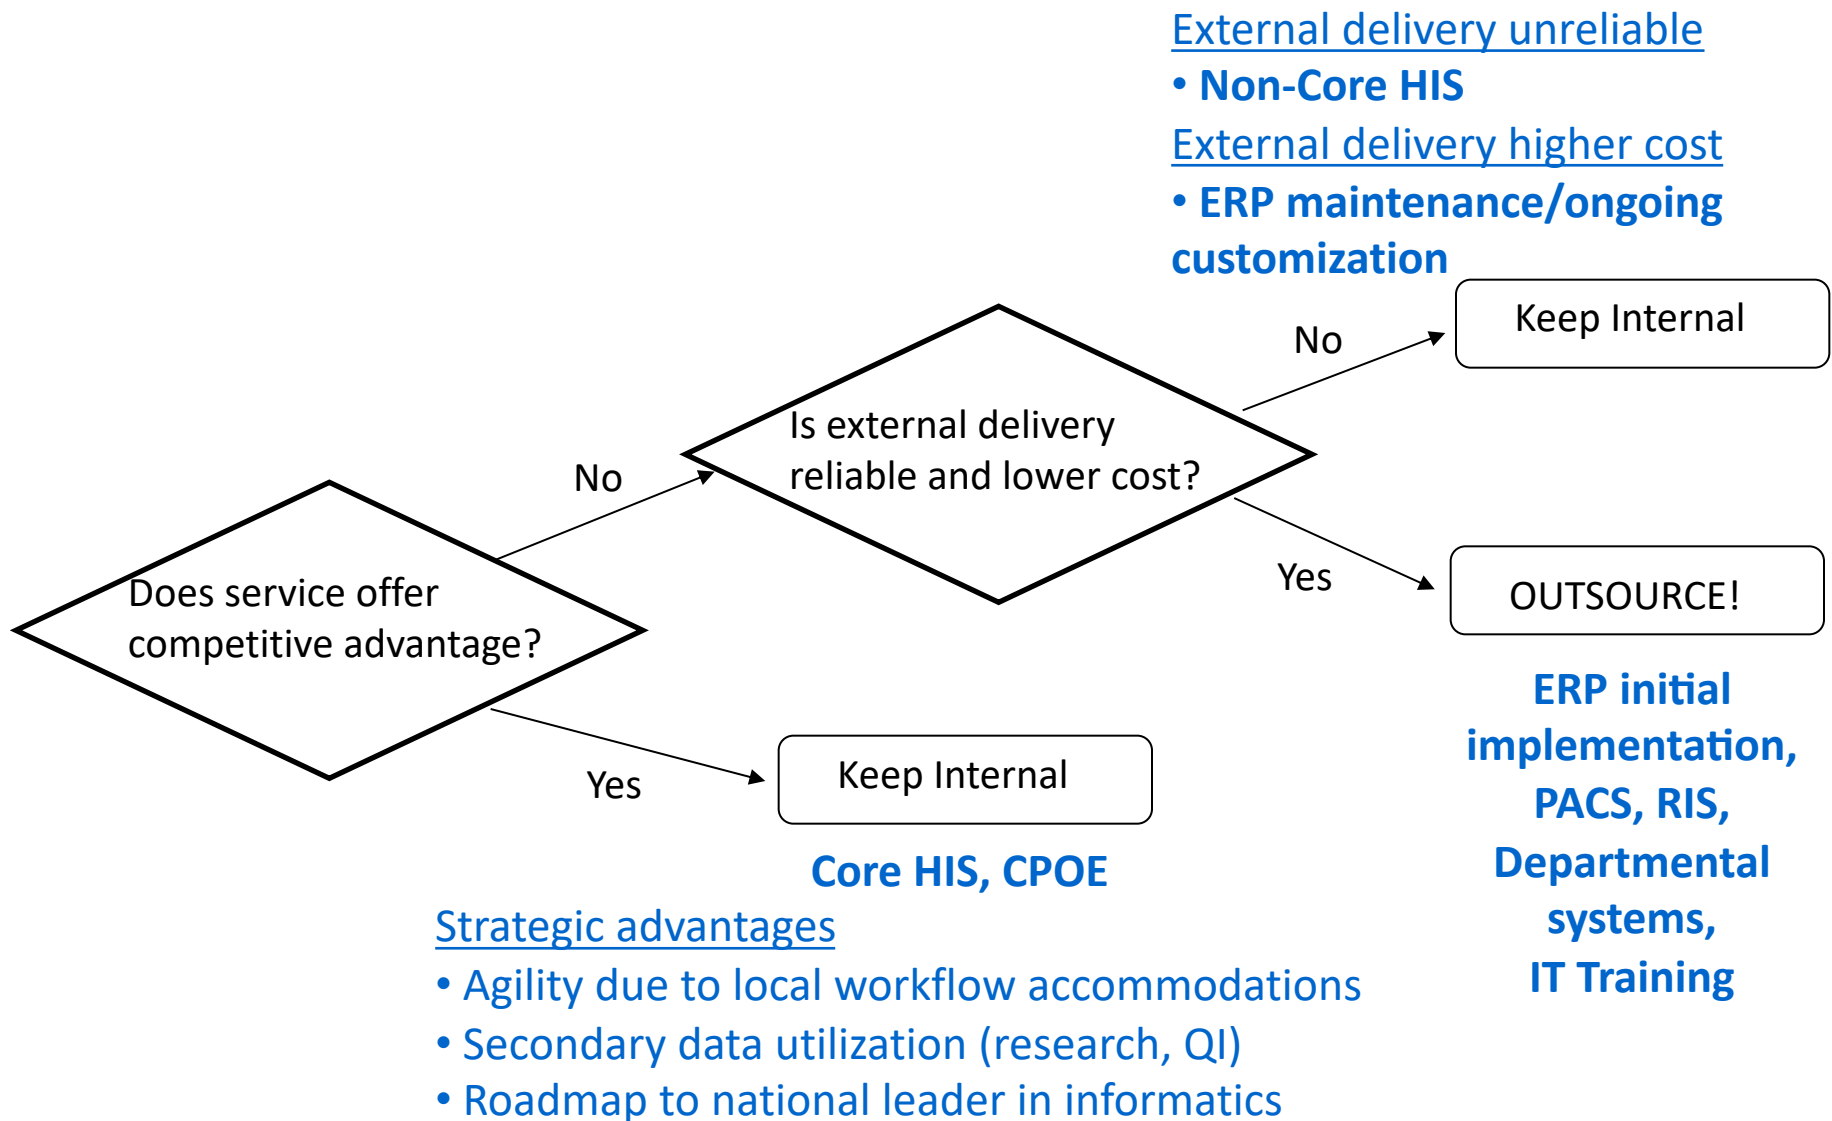 External delivery unreliable
• Non-Core HIS
External delivery higher cost
• ERP maintenance/ongoing
customization
Keep Internal
No
Is external delivery
reliable and lower cost?
No
Yes
OUTSOURCE!
Does service offer
competitive advantage?
Yes
Keep Internal
ERP initial
implementation,
PACS, RIS,
Departmental
systems,
IT Training
Core HIS, CPOE
Strategic advantages
• Agility due to local workflow accommodations
• Secondary data utilization (research, QI)
• Roadmap to national leader in informatics